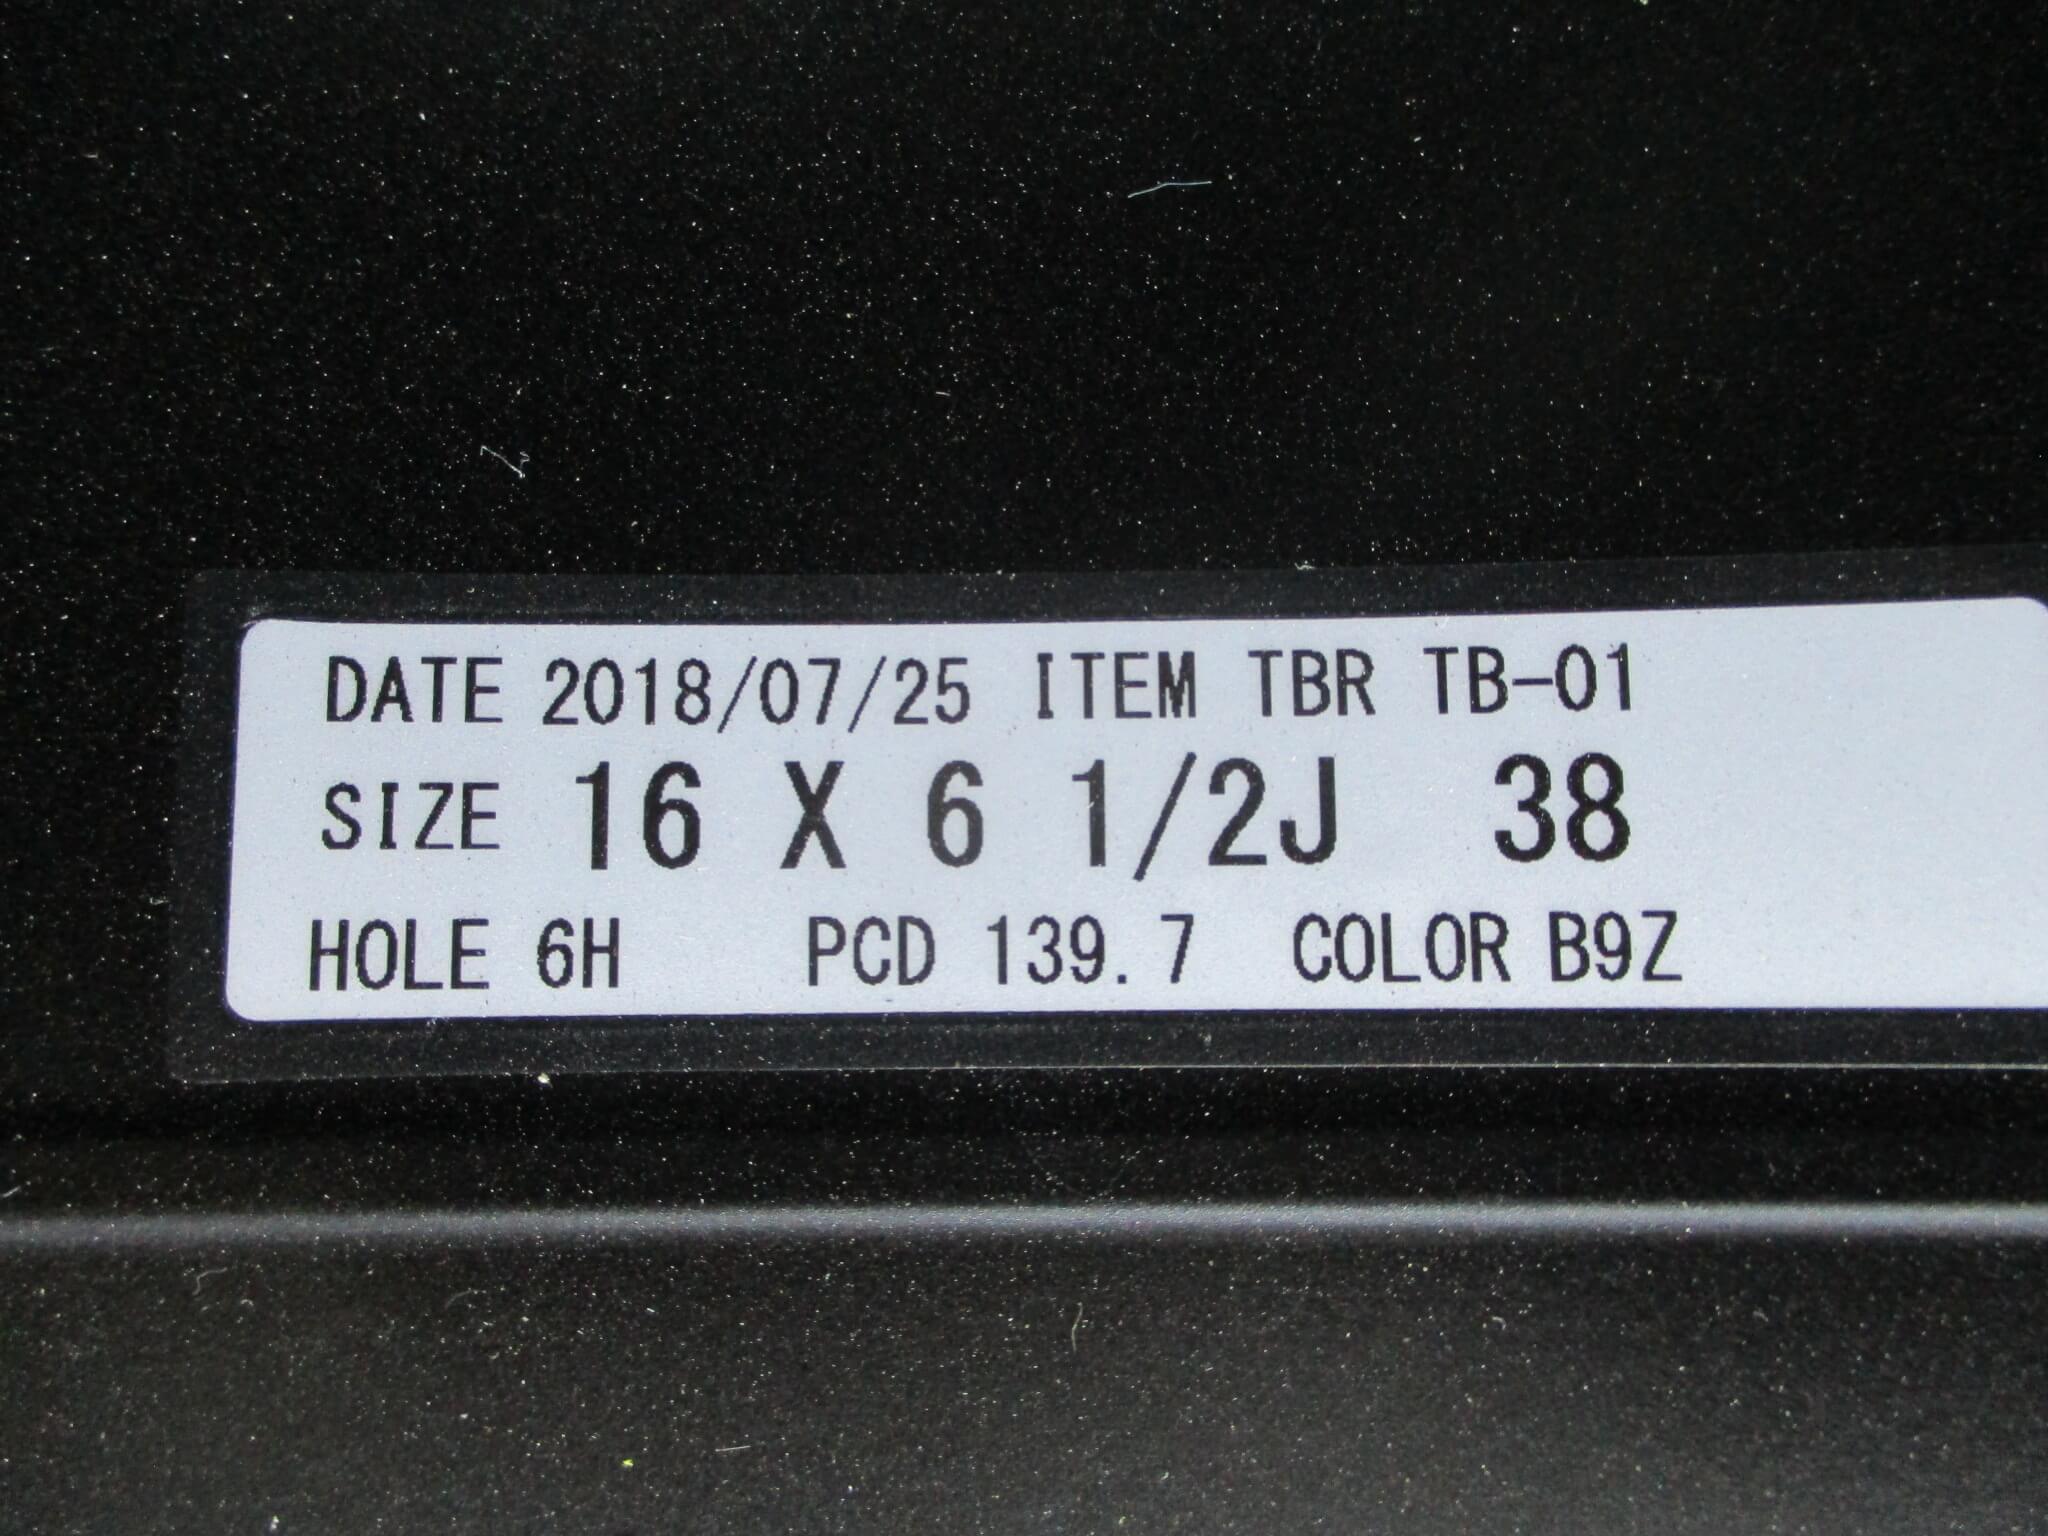 DATE 2018/07/25 ITEM TBR TB-01
SIZE 16 X 6 1/2J 38
HOLE 6H PCD 139.7 COLOR B9Z